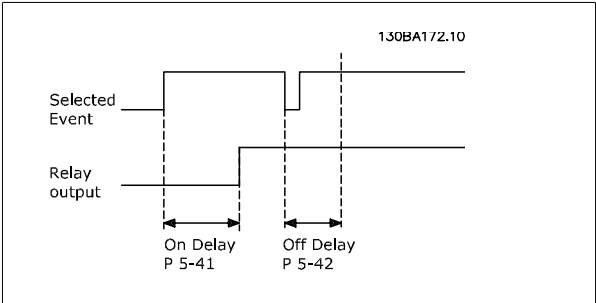 130BA172.10
Selected
Event
Relay
output
On Delay
P 5-41
Off Delay
P 5-42